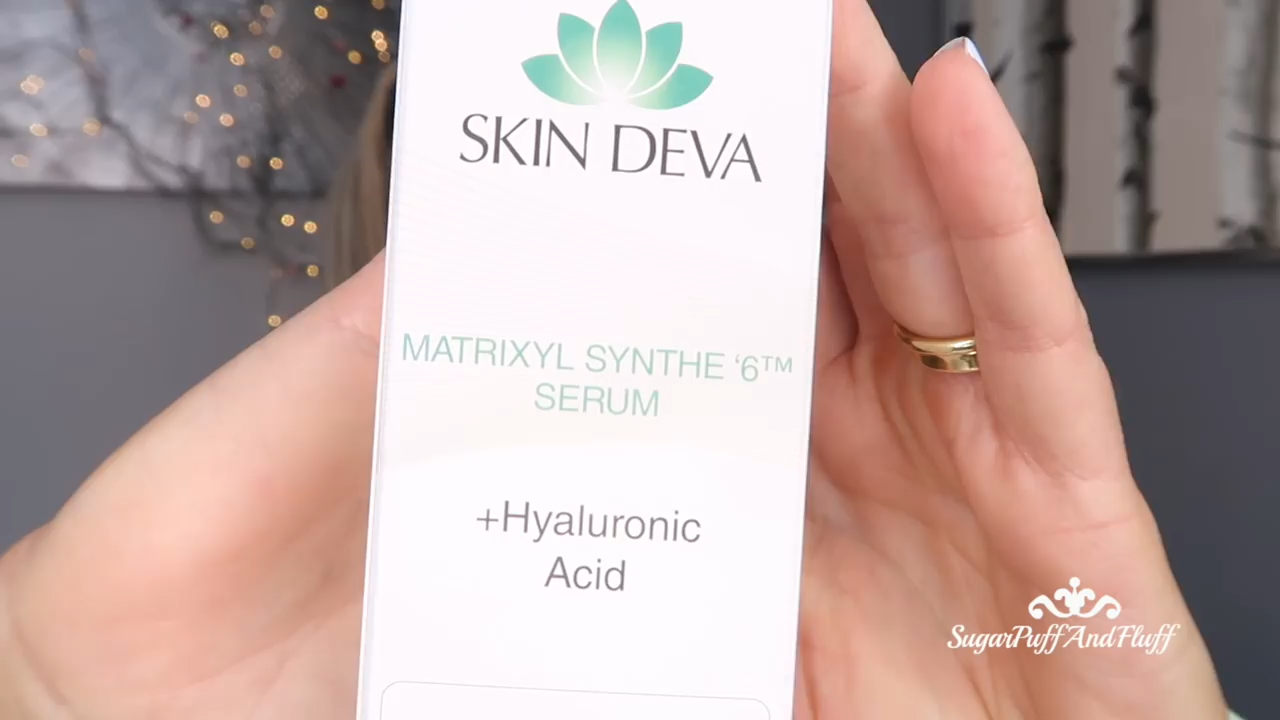 SKIN DEVA
MATRIXYL SYNTHE ‘6™
SERUM
+Hyaluronic
Acid
SugarPuffAndFluff